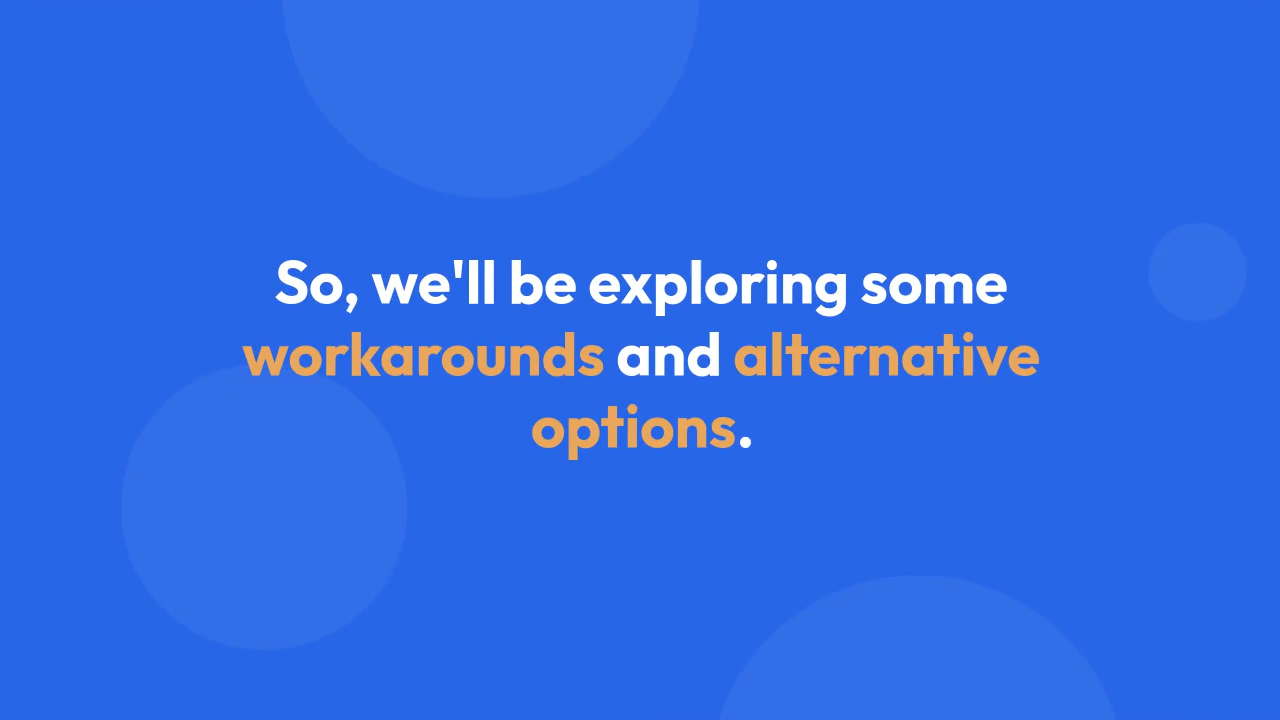 So, we'll be exploring some
workarounds and alternative
options.